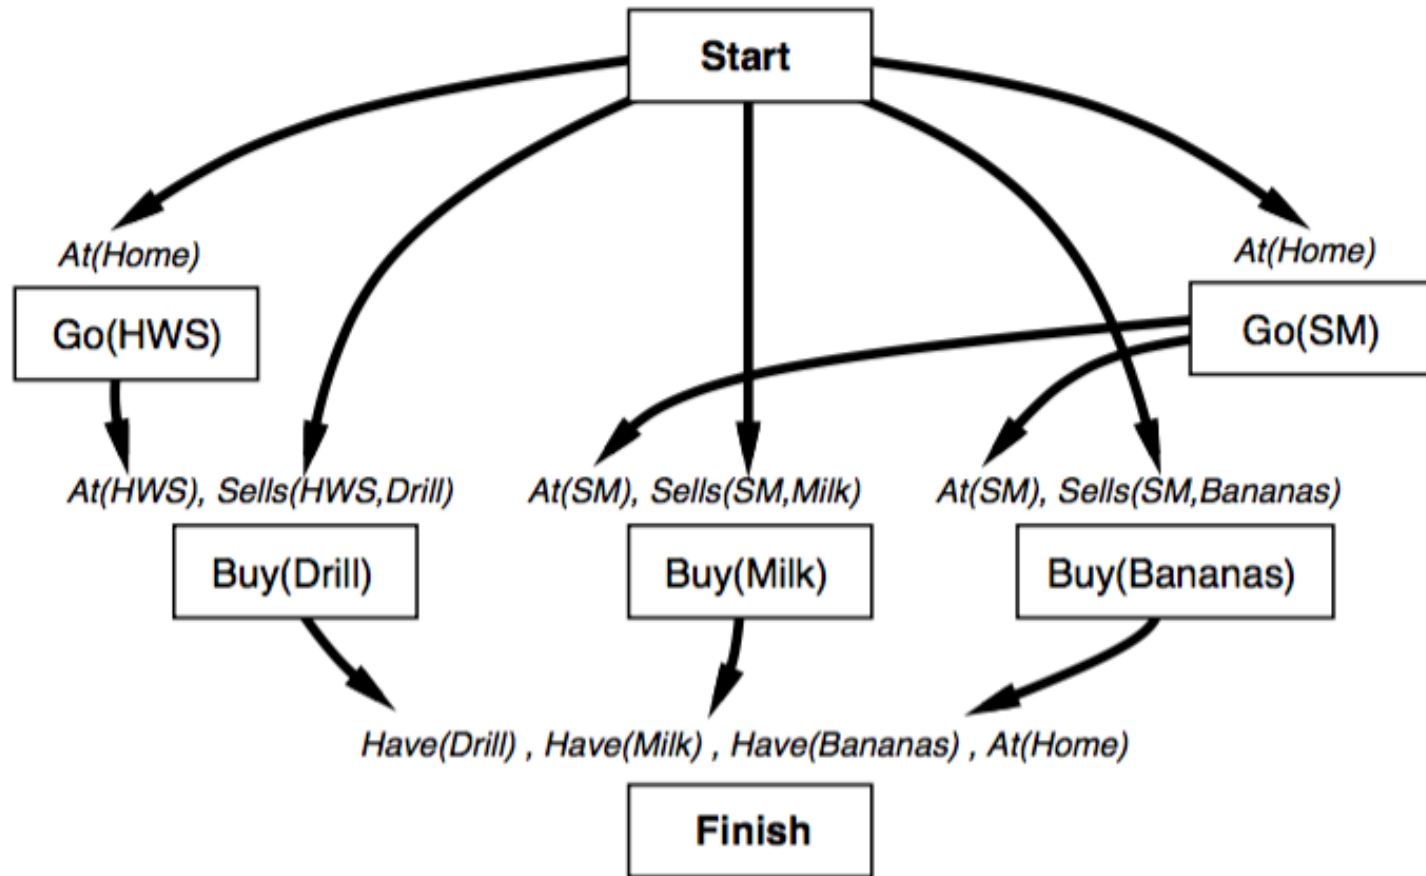 Start
At(Home)
At(Home)
Go(HWS)
Go(SM)
At(HWS), Sells(HWS,Drill)
At(SM), Sells(SM,Milk)
At(SM), Sells(SM,Bananas)
Buy(Drill)
Buy(Milk)
Buy(Bananas)
Have(Drill) , Have(Milk) , Have(Bananas) , At(Home)
Finish